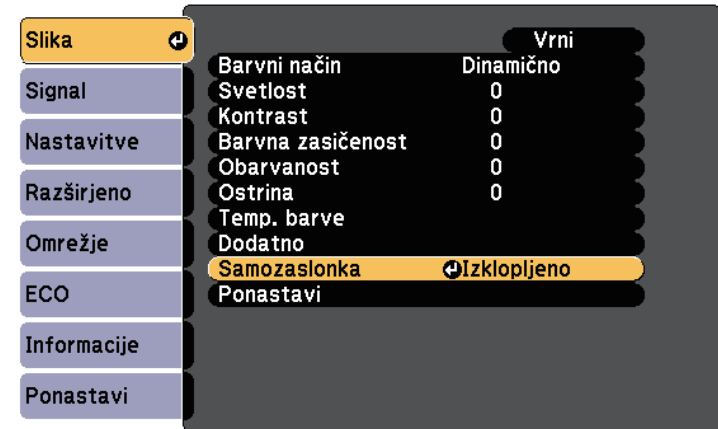 Slika
Signal
Nastavitve
Razširjeno
Omrežje
ECO
Informacije
Ponastavi
Vrni
Barvni način Dinamično
Svetlost 0
Kontrast 0
Barvna zasičenost 0
Obarvanost 0
Ostrina 0
Temp. barve
Dodatno
Samozaslonka Izklopljeno
Ponastavi